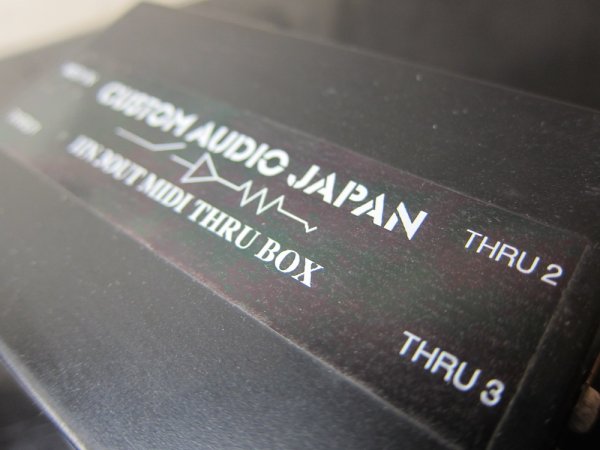 CUSTOM AUDIO JAPAN
1IN 3OUT MIDI THRU BOX
THRU 2
THRU 3